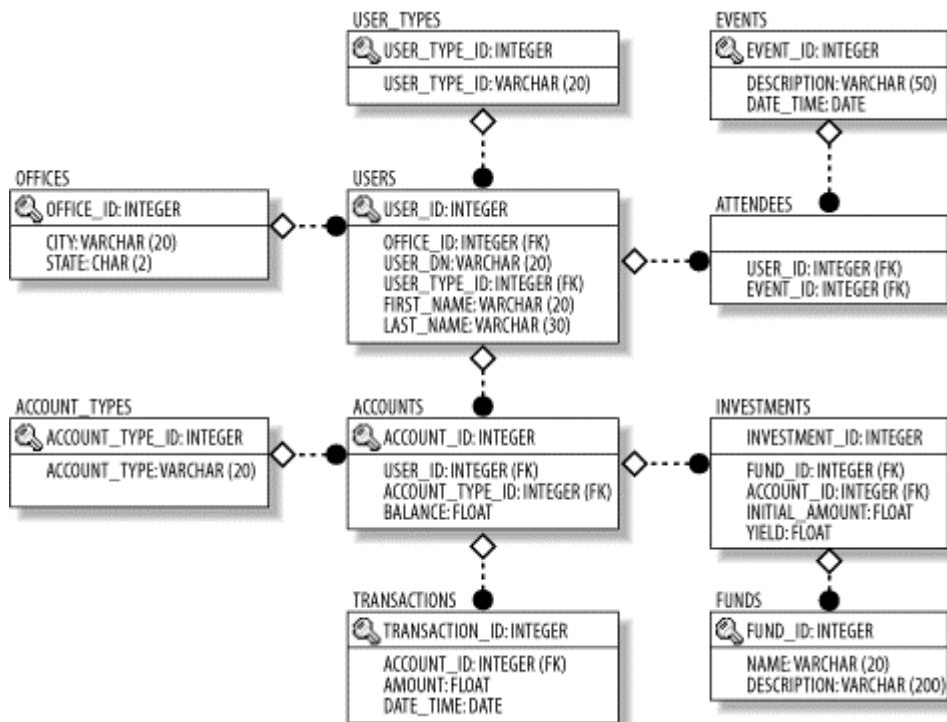 USER_TYPES
USER_TYPE_ID: INTEGER
USER_TYPE_ID: VARCHAR (20)
EVENTS
EVENT_ID: INTEGER
DESCRIPTION: VARCHAR (50)
DATE_TIME: DATE
OFFICES
OFFICE_ID: INTEGER
CITY: VARCHAR (20)
STATE: CHAR (2)
USERS
USER_ID: INTEGER
OFFICE_ID: INTEGER (FK)
USER_DN: VARCHAR (20)
USER_TYPE_ID: INTEGER (FK)
FIRST_NAME: VARCHAR (20)
LAST_NAME: VARCHAR (30)
ATTENDEES
USER_ID: INTEGER (FK)
EVENT_ID: INTEGER (FK)
ACCOUNT_TYPES
ACCOUNT_TYPE_ID: INTEGER
ACCOUNT_TYPE: VARCHAR (20)
ACCOUNTS
ACCOUNT_ID: INTEGER
USER_ID: INTEGER (FK)
ACCOUNT_TYPE_ID: INTEGER (FK)
BALANCE: FLOAT
INVESTMENTS
INVESTMENT_ID: INTEGER
FUND_ID: INTEGER (FK)
ACCOUNT_ID: INTEGER (FK)
INITIAL_AMOUNT: FLOAT
YIELD: FLOAT
TRANSACTIONS
TRANSACTION_ID: INTEGER
ACCOUNT_ID: INTEGER (FK)
AMOUNT: FLOAT
DATE_TIME: DATE
FUNDS
FUND_ID: INTEGER
NAME: VARCHAR (20)
DESCRIPTION: VARCHAR (200)